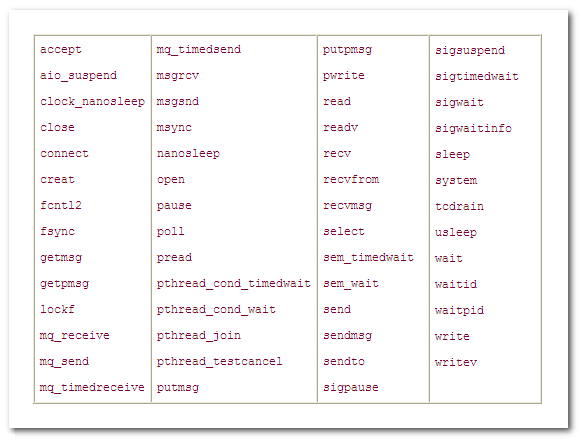 accept
aio_suspend
clock_nanosleep
close
connect
creat
fcntl2
fsync
getmsg
getpmsg
lockf
mq_receive
mq_send
mq_timedreceive
mq_timedsend
msgrcv
msgsnd
msync
nanosleep
open
pause
poll
pread
pthread_cond_timedwait
pthread_cond_wait
pthread_join
pthread_testcancel
putmsg
putpmsg
pwrite
read
readv
recv
recvfrom
recvmsg
select
sem_timedwait
sem_wait
send
sendmsg
sendto
sigpause
sigsuspend
sigtimedwait
sigwait
sigwaitinfo
sleep
system
tcdrain
usleep
wait
waitid
waitpid
write
writev